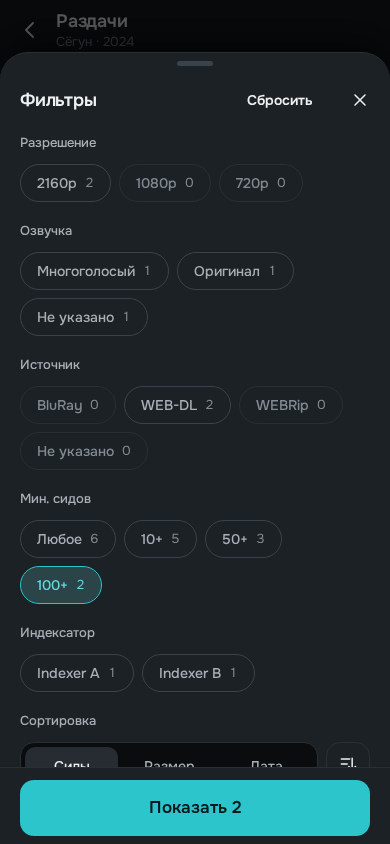 Раздачи
Сёгун · 2024
Фильтры Сбросить
Разрешение
2160p 2 1080p 0 720p 0
Озвучка
Многоголосый 1 Оригинал 1
Не указано 1
Источник
BluRay 0 WEB-DL 2 WEBRip 0
Не указано 0
Мин. сидов
Любое 6 10+ 5 50+ 3
100+ 2
Индексатор
Indexer A 1 Indexer B 1
Сортировка
Сиды Размер Дата
Показать 2